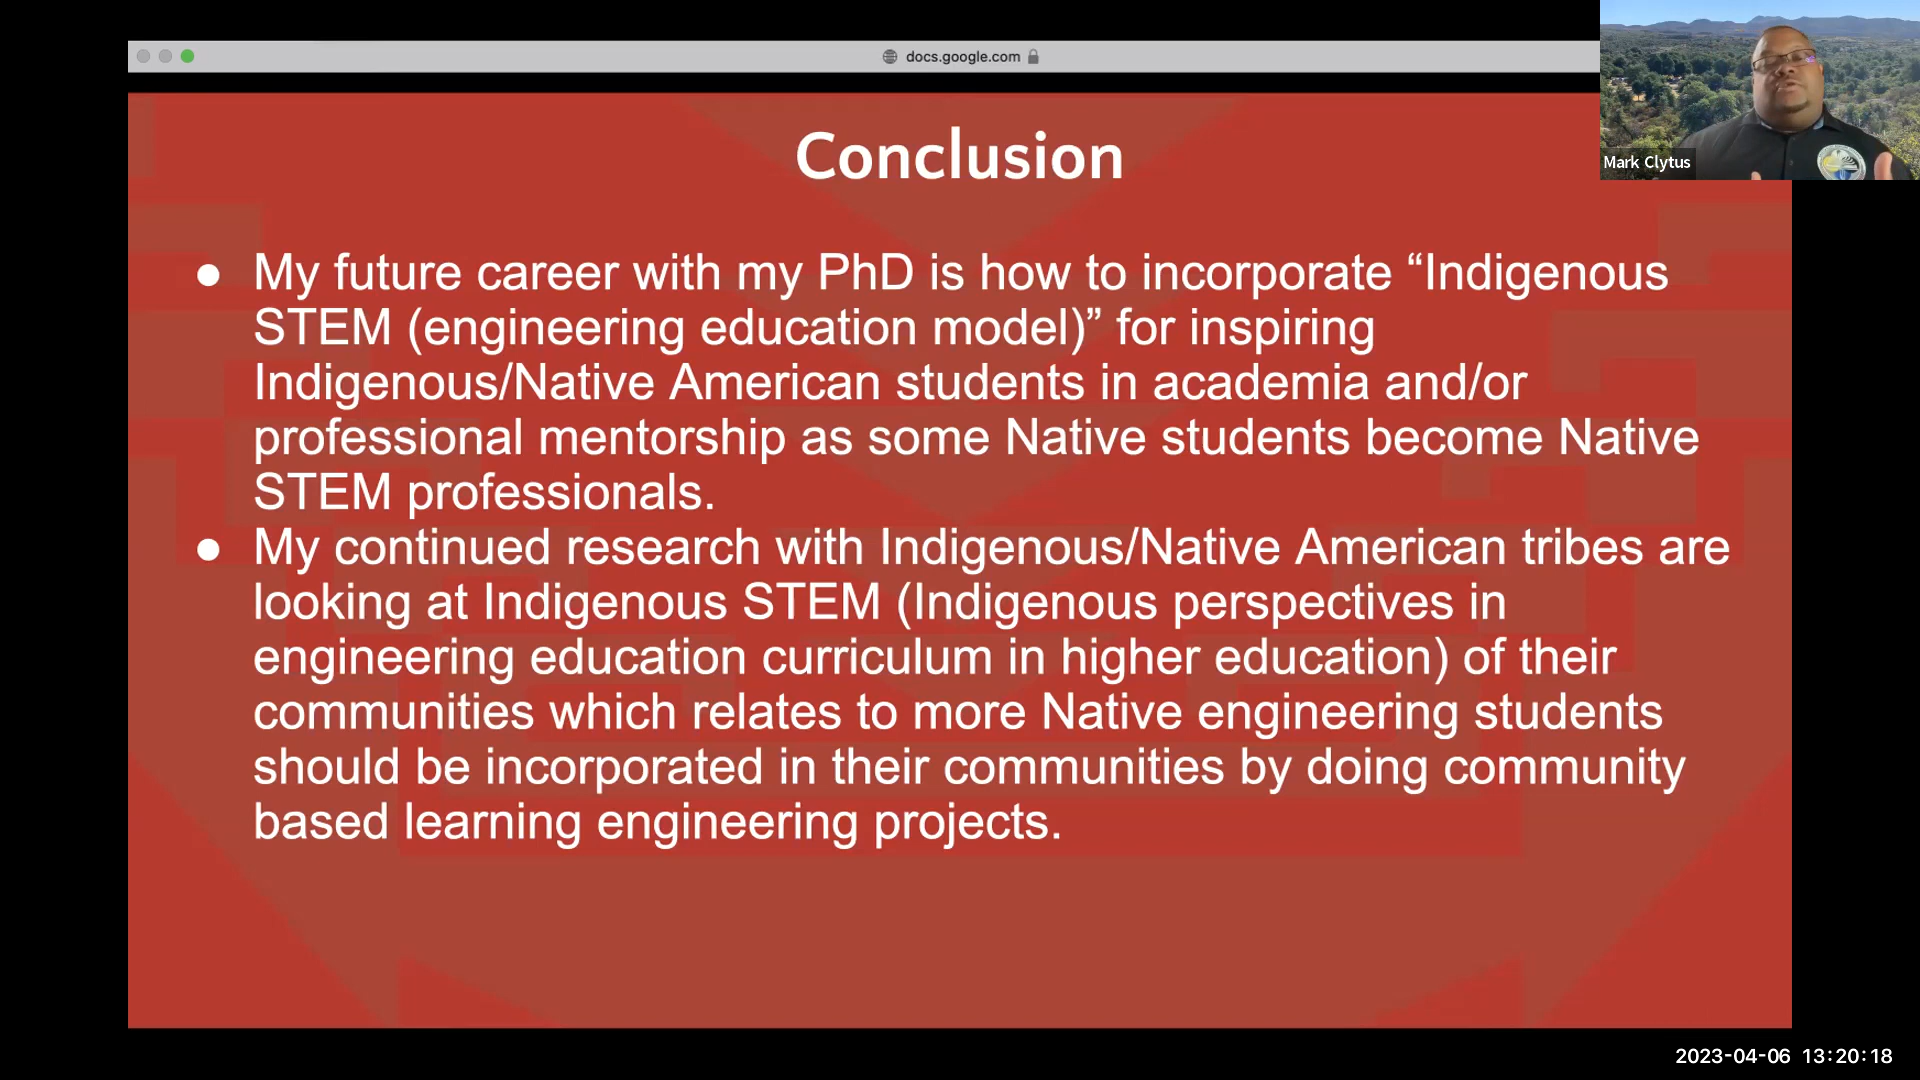 docs.google.com
Mark Clytus
Conclusion
● My future career with my PhD is how to incorporate “Indigenous
STEM (engineering education model)” for inspiring
Indigenous/Native American students in academia and/or
professional mentorship as some Native students become Native
STEM professionals.
● My continued research with Indigenous/Native American tribes are
looking at Indigenous STEM (Indigenous perspectives in
engineering education curriculum in higher education) of their
communities which relates to more Native engineering students
should be incorporated in their communities by doing community
based learning engineering projects.
2023-04-06 13:20:18